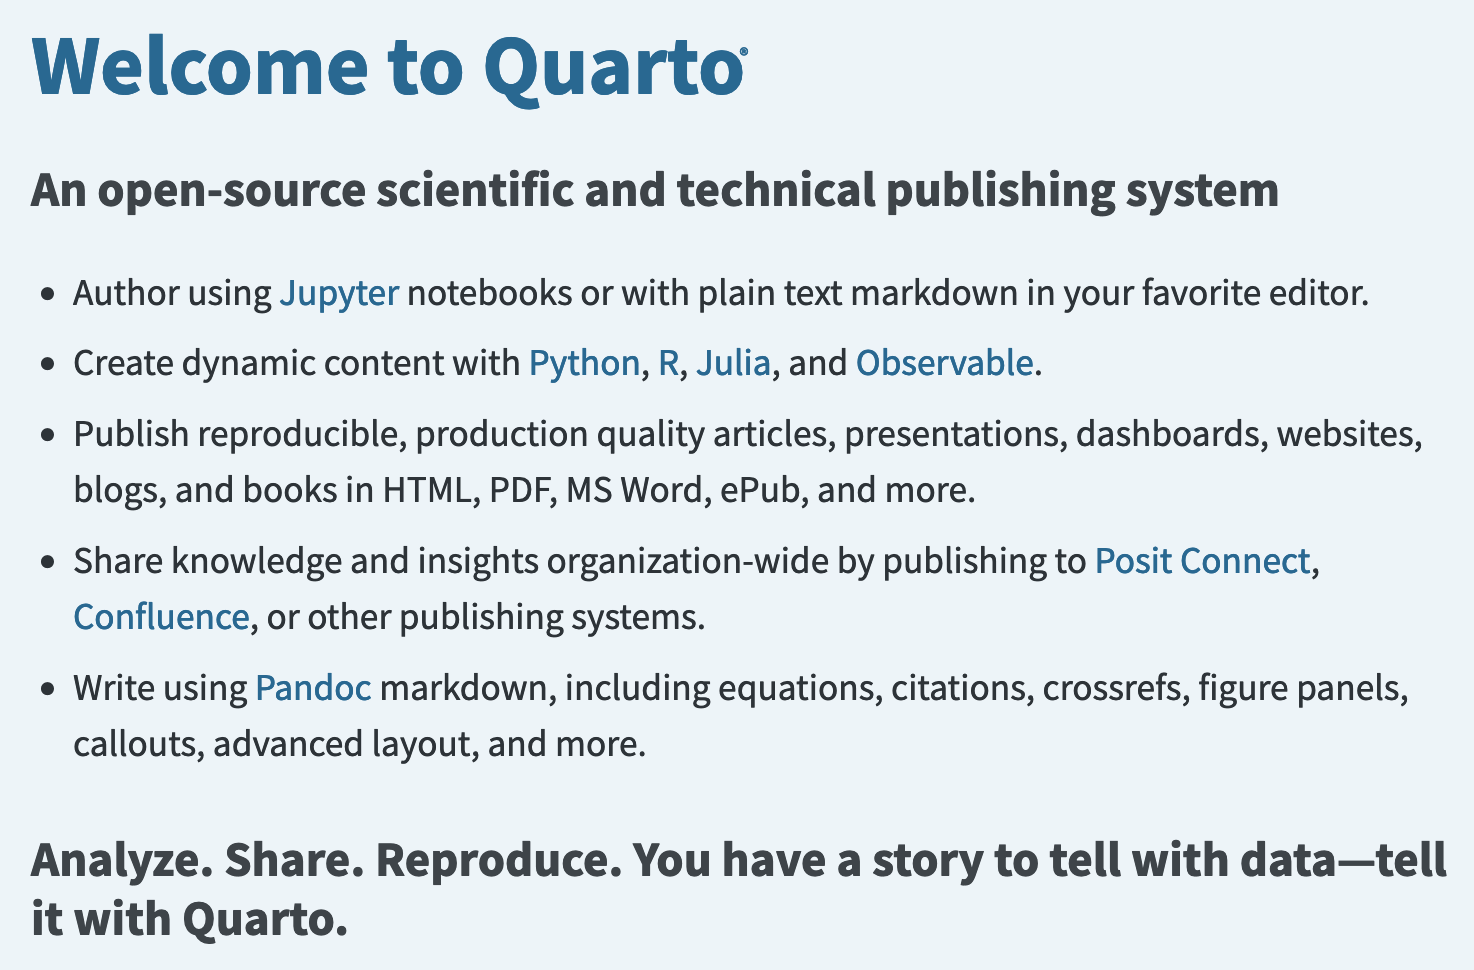 Welcome to Quarto®
An open-source scientific and technical publishing system
• Author using Jupyter notebooks or with plain text markdown in your favorite editor.
• Create dynamic content with Python, R, Julia, and Observable.
• Publish reproducible, production quality articles, presentations, dashboards, websites,
blogs, and books in HTML, PDF, MS Word, ePub, and more.
• Share knowledge and insights organization-wide by publishing to Posit Connect,
Confluence, or other publishing systems.
• Write using Pandoc markdown, including equations, citations, crossrefs, figure panels,
callouts, advanced layout, and more.
Analyze. Share. Reproduce. You have a story to tell with data—tell
it with Quarto.